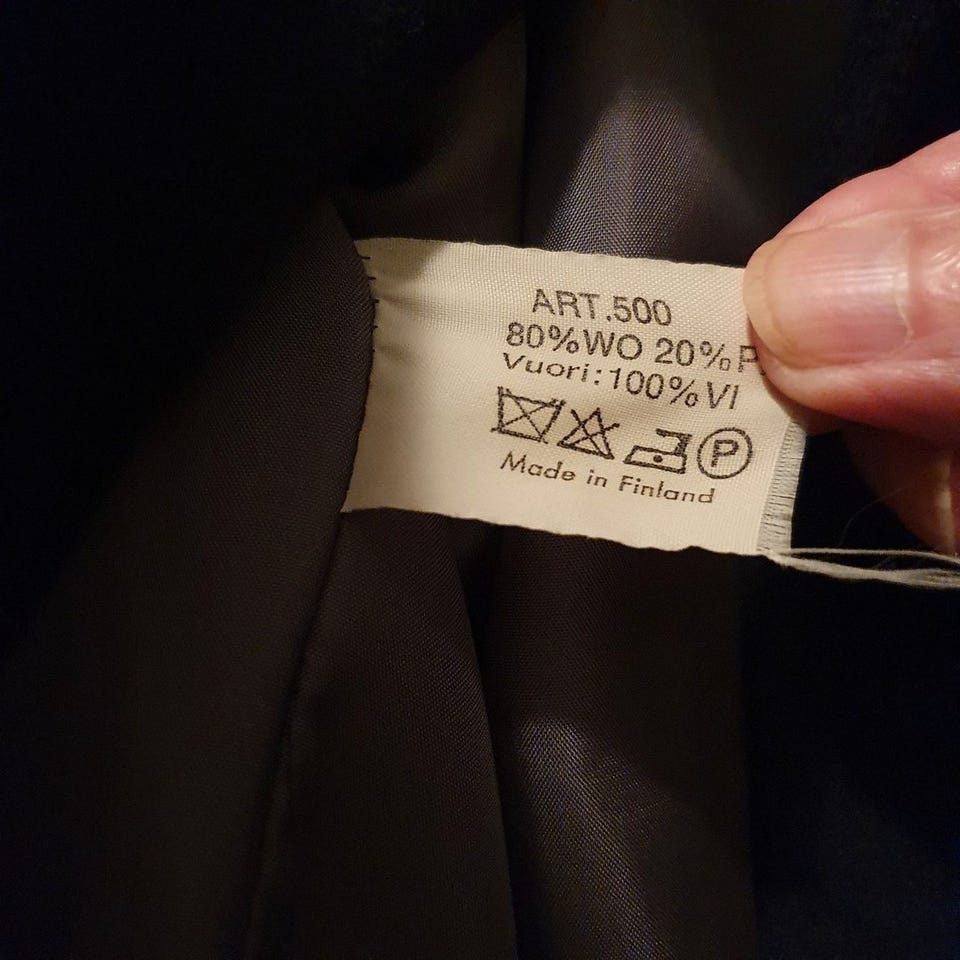 ART.500
80%WO 20%
Vuori:100%VI
P
Made in Finland